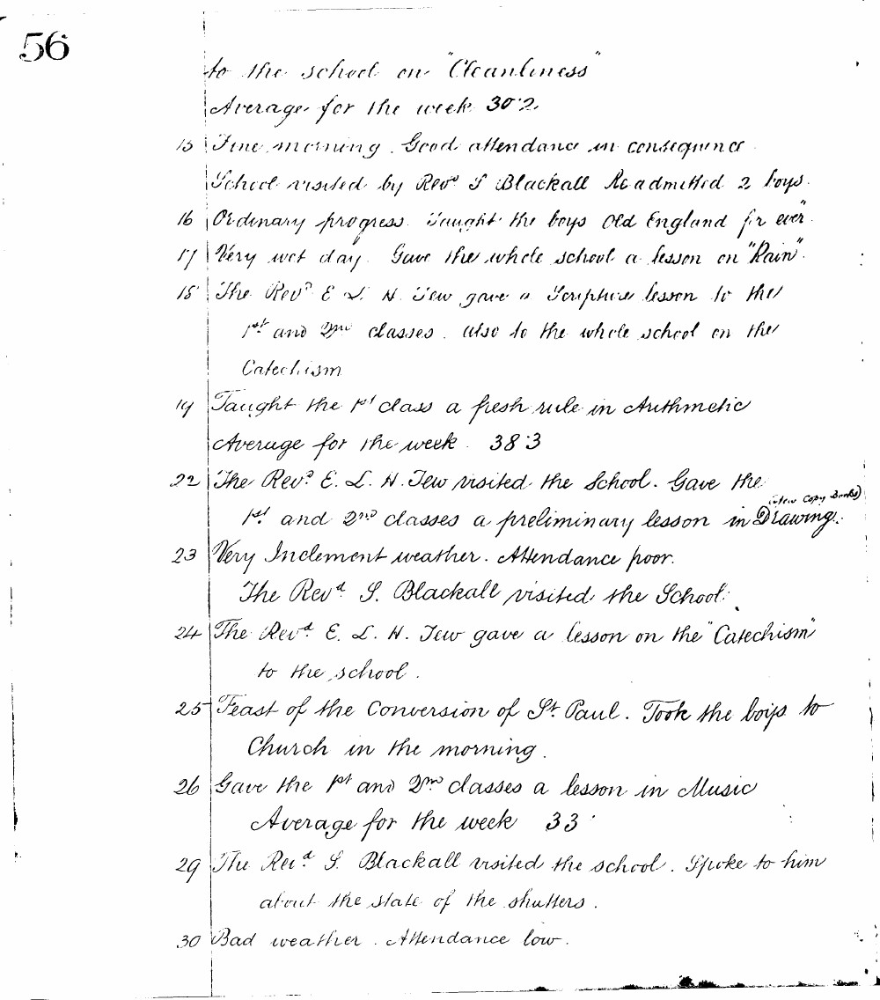 56
to the school on "Cleanliness"
Average for the week 30·2
15 Fine morning. Good attendance in consequence.
School visited by Revd S Blackall Re admitted 2 boys.
16 Ordinary progress. Taught the boys Old England for ever".
17 Very wet day. Gave the whole school a lesson on "Rain".
18 The Revd E L. H. Tew gave a Scripture lesson to the
1st and 2nd classes. also to the whole school on the
Catechism
19 Taught the 1st class a fresh rule in Arithmetic
Average for the week. 38·3
22 The Revd E. L. H. Tew visited the School. Gave the
(New Copy Books)
1st and 2nd classes a preliminary lesson in Drawing.
23 Very Inclement weather. Attendance poor.
The Revd S. Blackall visited the School.
24 The Revd E. L. H. Tew gave a lesson on the "Catechism"
to the school.
25 Feast of the Conversion of St Paul. Took the boys to
Church in the morning.
26 Gave the 1st and 2nd classes a lesson in Music
Average for the week 33
29 The Revd S. Blackall visited the school. Spoke to him
about the state of the shutters.
30 Bad weather. Attendance low.